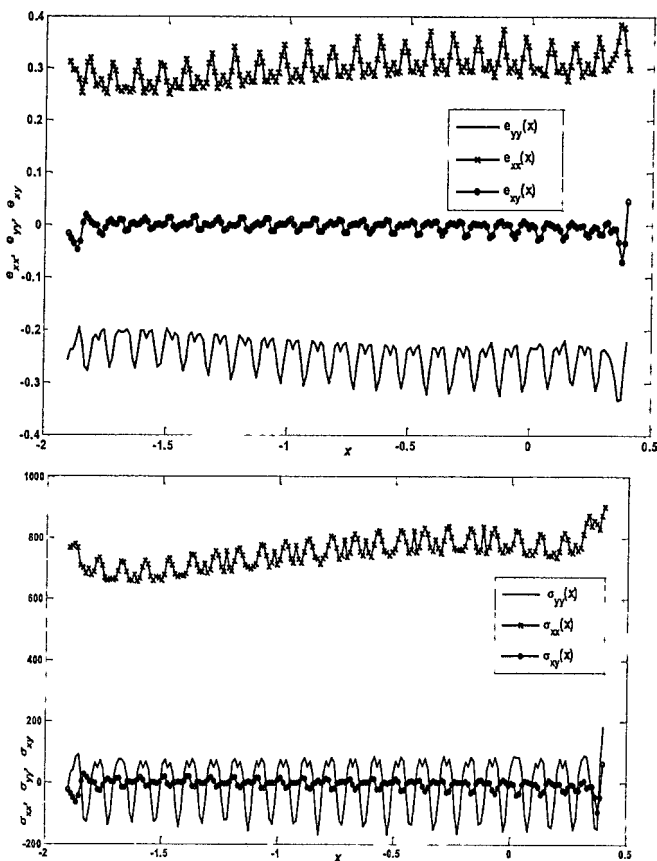 0.4
0.3
0.2
0.1
0
-0.1
-0.2
-0.3
-0.4
e_xx, e_yy, e_xy
e_yy(x)
e_xx(x)
e_xy(x)
-2 -1.5 -1 -0.5 0 0.5
x
1000
800
600
400
200
0
-200
σ_xx, σ_yy, σ_xy
σ_yy(x)
σ_xx(x)
σ_xy(x)
-2 -1.5 -1 -0.5 0 0.5
x